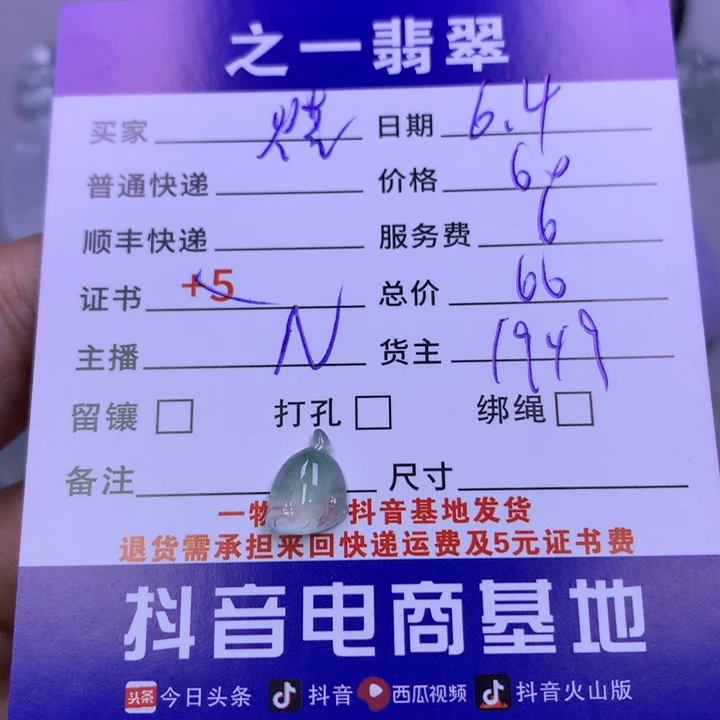 之一翡翠
买家 烧 日期 6.4
普通快递 价格 60
顺丰快递 服务费 6
证书 +5 总价 66
主播 N 货主 1949
留镶 打孔 绑绳
备注 尺寸
一物 抖音基地发货
退货需承担来回快递运费及5元证书费
抖音电商基地
头条 今日头条 抖音 西瓜视频 抖音火山版